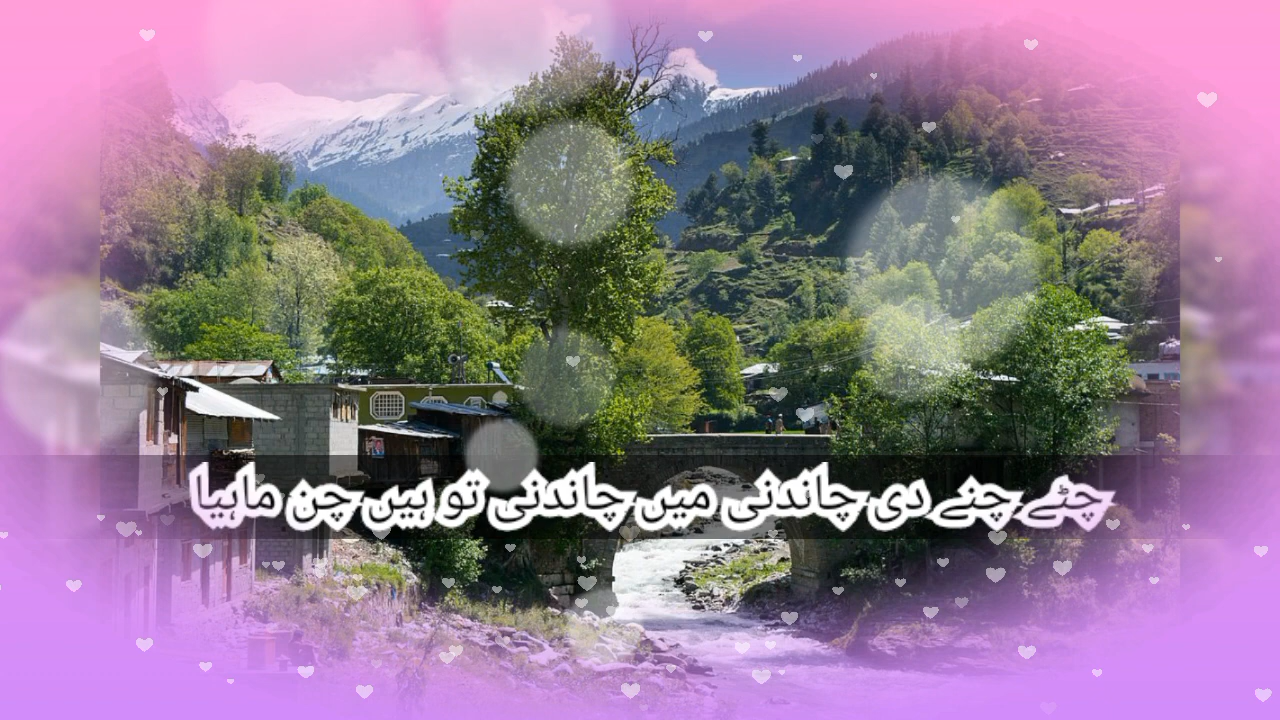 چٹے چنے دی چاندنی میں چاندنی تو ہیں چن ماہیا